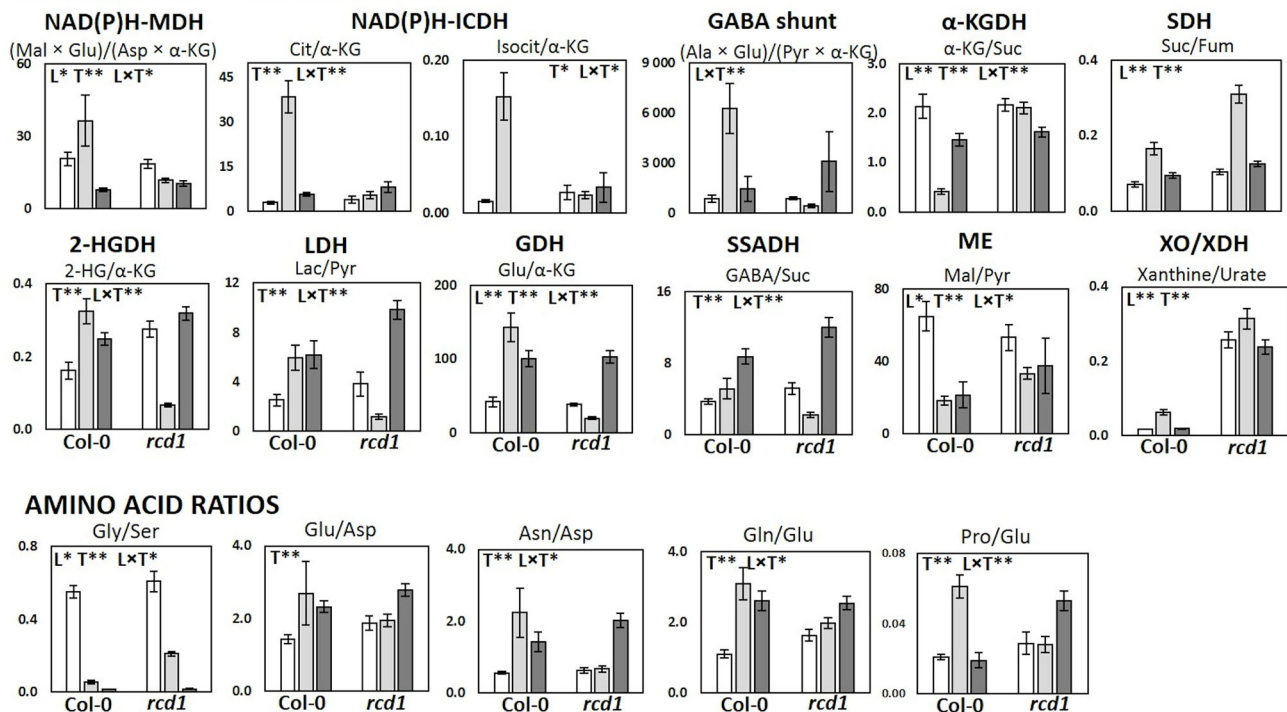 NAD(P)H-MDH NAD(P)H-ICDH GABA shunt α-KGDH SDH
(Mal × Glu)/(Asp × α-KG) Cit/α-KG Isocit/α-KG (Ala × Glu)/(Pyr × α-KG) α-KG/Suc Suc/Fum
60 45 0.20 9 000 3.0 0.5
L* T** L×T* T** L×T** T* L×T* L×T** L** T** L×T** L** T**
0.4
30 30 0.10 6 000 2.0 0.3
15 3 000 1.0 0.2
0.1
0 0 0.00 0 000 0.0 0.0
2-HGDH LDH GDH SSADH ME XO/XDH
2-HG/α-KG Lac/Pyr Glu/α-KG GABA/Suc Mal/Pyr Xanthine/Urate
0.4 12 200 16 60 0.4
T** L×T** T** L×T** L** T** L×T** T** L×T** L* T** L×T* L** T**
0.2 8 100 8 40 0.2
4 20
0.0 0 0 0 0 0.0
Col-0 rcd1 Col-0 rcd1 Col-0 rcd1 Col-0 rcd1 Col-0 rcd1 Col-0 rcd1
AMINO ACID RATIOS
Gly/Ser Glu/Asp Asn/Asp Gln/Glu Pro/Glu
0.8 4.0 4.0 4.0 0.08
L* T** L×T* T** T** L×T* T** L×T* T** L×T**
0.4 2.0 2.0 2.0 0.04
0.0 0.0 0.0 0.0 0.00
Col-0 rcd1 Col-0 rcd1 Col-0 rcd1 Col-0 rcd1 Col-0 rcd1